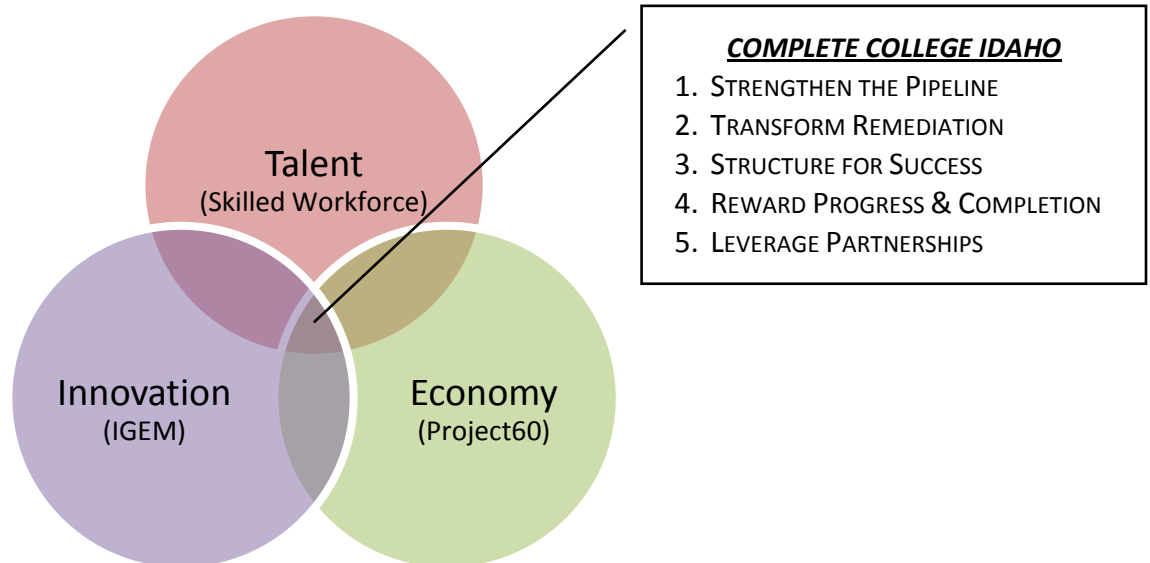 Talent
(Skilled Workforce)
Innovation
(IGEM)
Economy
(Project60)
COMPLETE COLLEGE IDAHO
1. STRENGTHEN THE PIPELINE
2. TRANSFORM REMEDIATION
3. STRUCTURE FOR SUCCESS
4. REWARD PROGRESS & COMPLETION
5. LEVERAGE PARTNERSHIPS